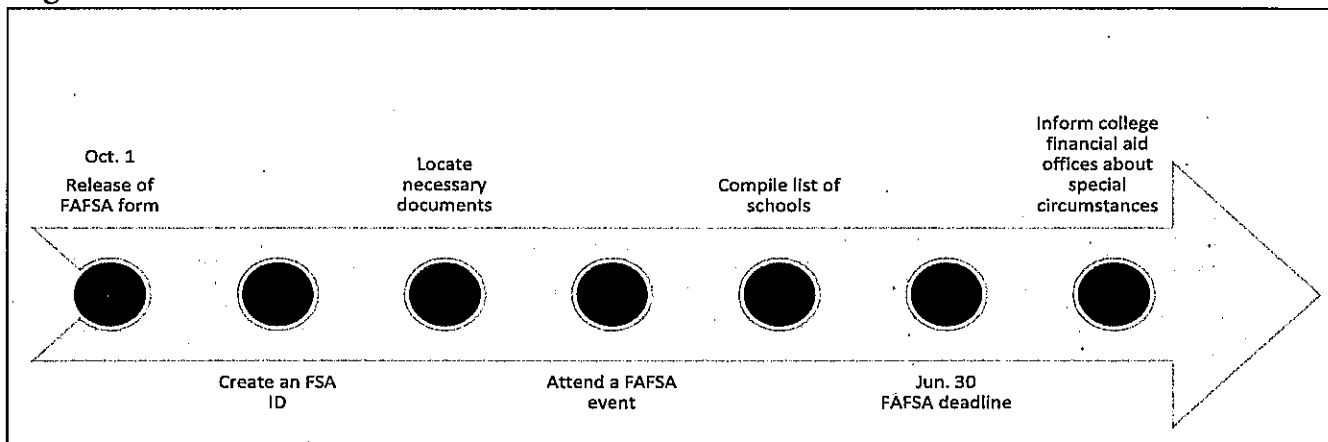 Oct. 1
Release of
FAFSA form
Create an FSA
ID
Locate
necessary
documents
Attend a FAFSA
event
Compile list of
schools
Jun. 30
FAFSA deadline
Inform college
financial aid
offices about
special
circumstances